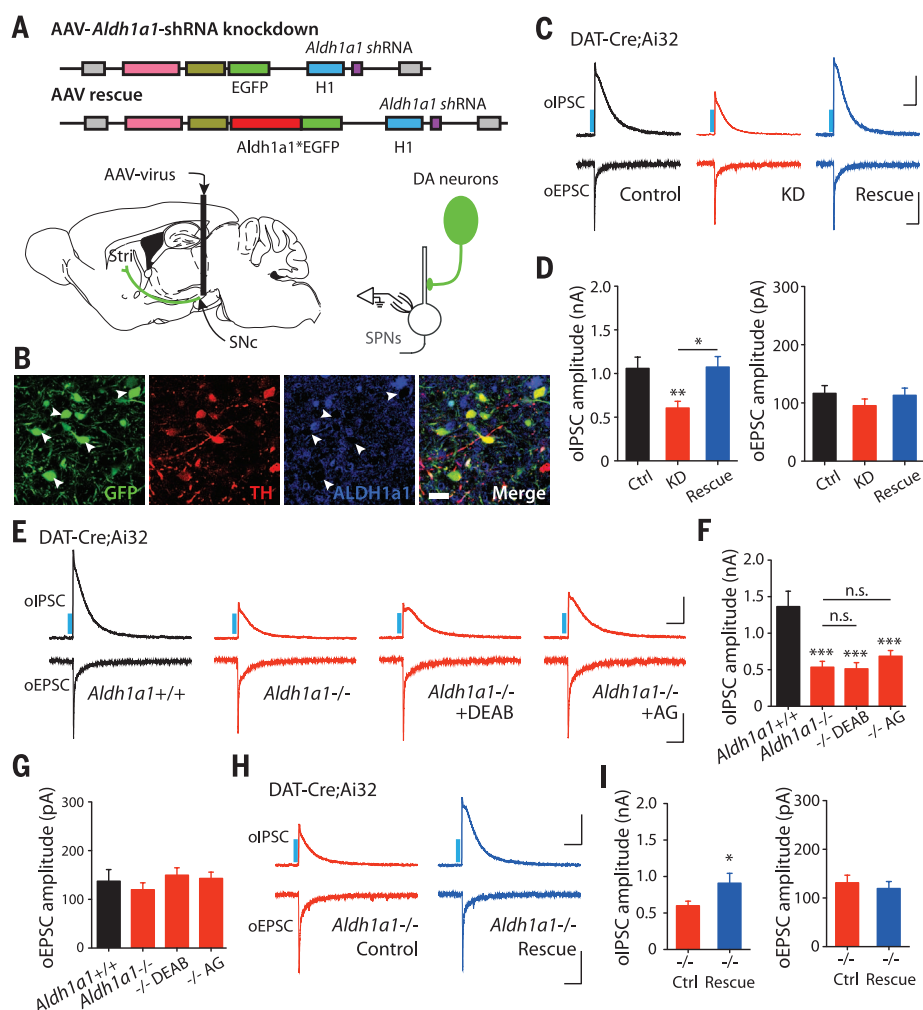 A
AAV-Aldh1a1-shRNA knockdown
Aldh1a1 shRNA
EGFP
H1
AAV rescue
Aldh1a1 shRNA
Aldh1a1*EGFP
H1
AAV-virus
Stri
SNc
DA neurons
SPNs
B
GFP
TH
ALDH1a1
Merge
C
DAT-Cre;Ai32
oIPSC
oEPSC
Control
KD
Rescue
D
oIPSC amplitude (nA)
2.0
1.5
1.0
0.5
0
**
*
Ctrl
KD
Rescue
oEPSC amplitude (pA)
300
200
100
0
Ctrl
KD
Rescue
E
DAT-Cre;Ai32
oIPSC
oEPSC
Aldh1a1+/+
Aldh1a1-/-
Aldh1a1-/-
+DEAB
Aldh1a1-/-
+AG
F
oIPSC amplitude (nA)
2.0
1.5
1.0
0.5
0
n.s.
n.s.
*** *** ***
Aldh1a1+/+
Aldh1a1-/-
-/- DEAB
-/- AG
G
oEPSC amplitude (pA)
300
150
100
0
Aldh1a1+/+
Aldh1a1-/-
-/- DEAB
-/- AG
H
DAT-Cre;Ai32
oIPSC
oEPSC
Aldh1a1-/-
Control
Aldh1a1-/-
Rescue
I
oIPSC amplitude (nA)
2.0
1.5
1.0
0.5
0
*
-/-
Ctrl
-/-
Rescue
oEPSC amplitude (pA)
300
200
100
0
-/-
Ctrl
-/-
Rescue